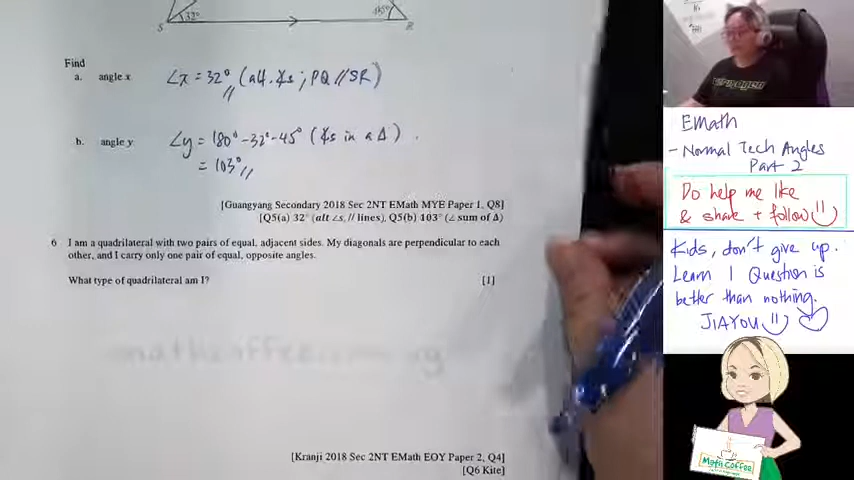 32°
45°
S
R
Find
a. angle x ∠x = 32° (alt. ∠s ; PQ // SR)
b. angle y ∠y = 180° - 32° - 45° (∠s in a Δ)
= 103°
[Guangyang Secondary 2018 Sec 2NT EMath MYE Paper 1, Q8]
[Q5(a) 32° (alt ∠s, // lines), Q5(b) 103° (∠ sum of Δ)
6 I am a quadrilateral with two pairs of equal, adjacent sides. My diagonals are perpendicular to each
other, and I carry only one pair of equal, opposite angles.
What type of quadrilateral am I? [1]
[Kranji 2018 Sec 2NT EMath EOY Paper 2, Q4]
[Q6 Kite]
EMath
- Normal Tech Angles
Part 2
Do help me like
& share + follow
Kids, don't give up.
Learn 1 Question is
better than nothing.
JIAYOU
Math Coffee